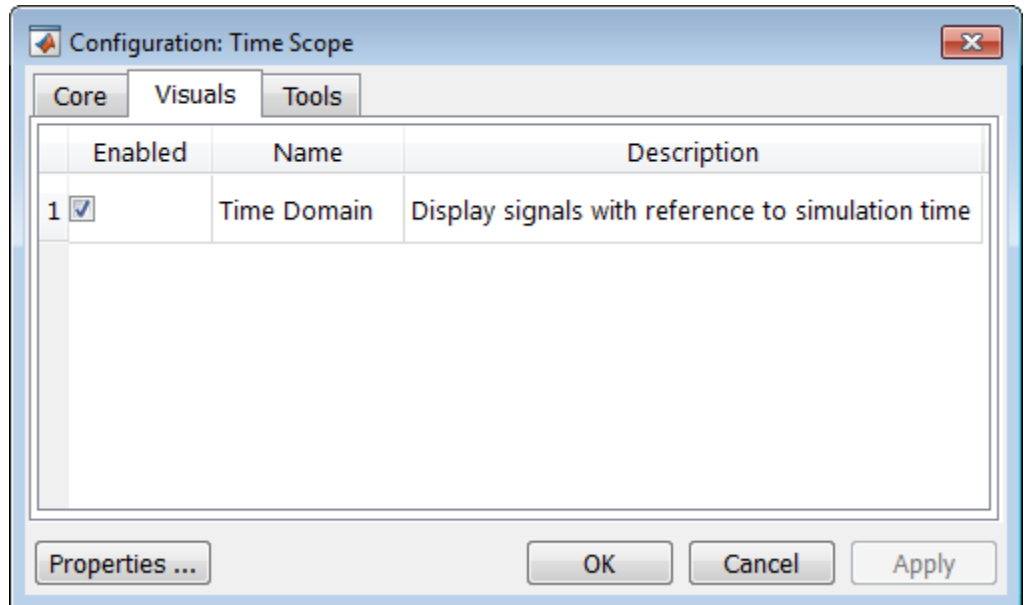 Configuration: Time Scope
Core Visuals Tools
Enabled Name Description
1 Time Domain Display signals with reference to simulation time
Properties ... OK Cancel Apply